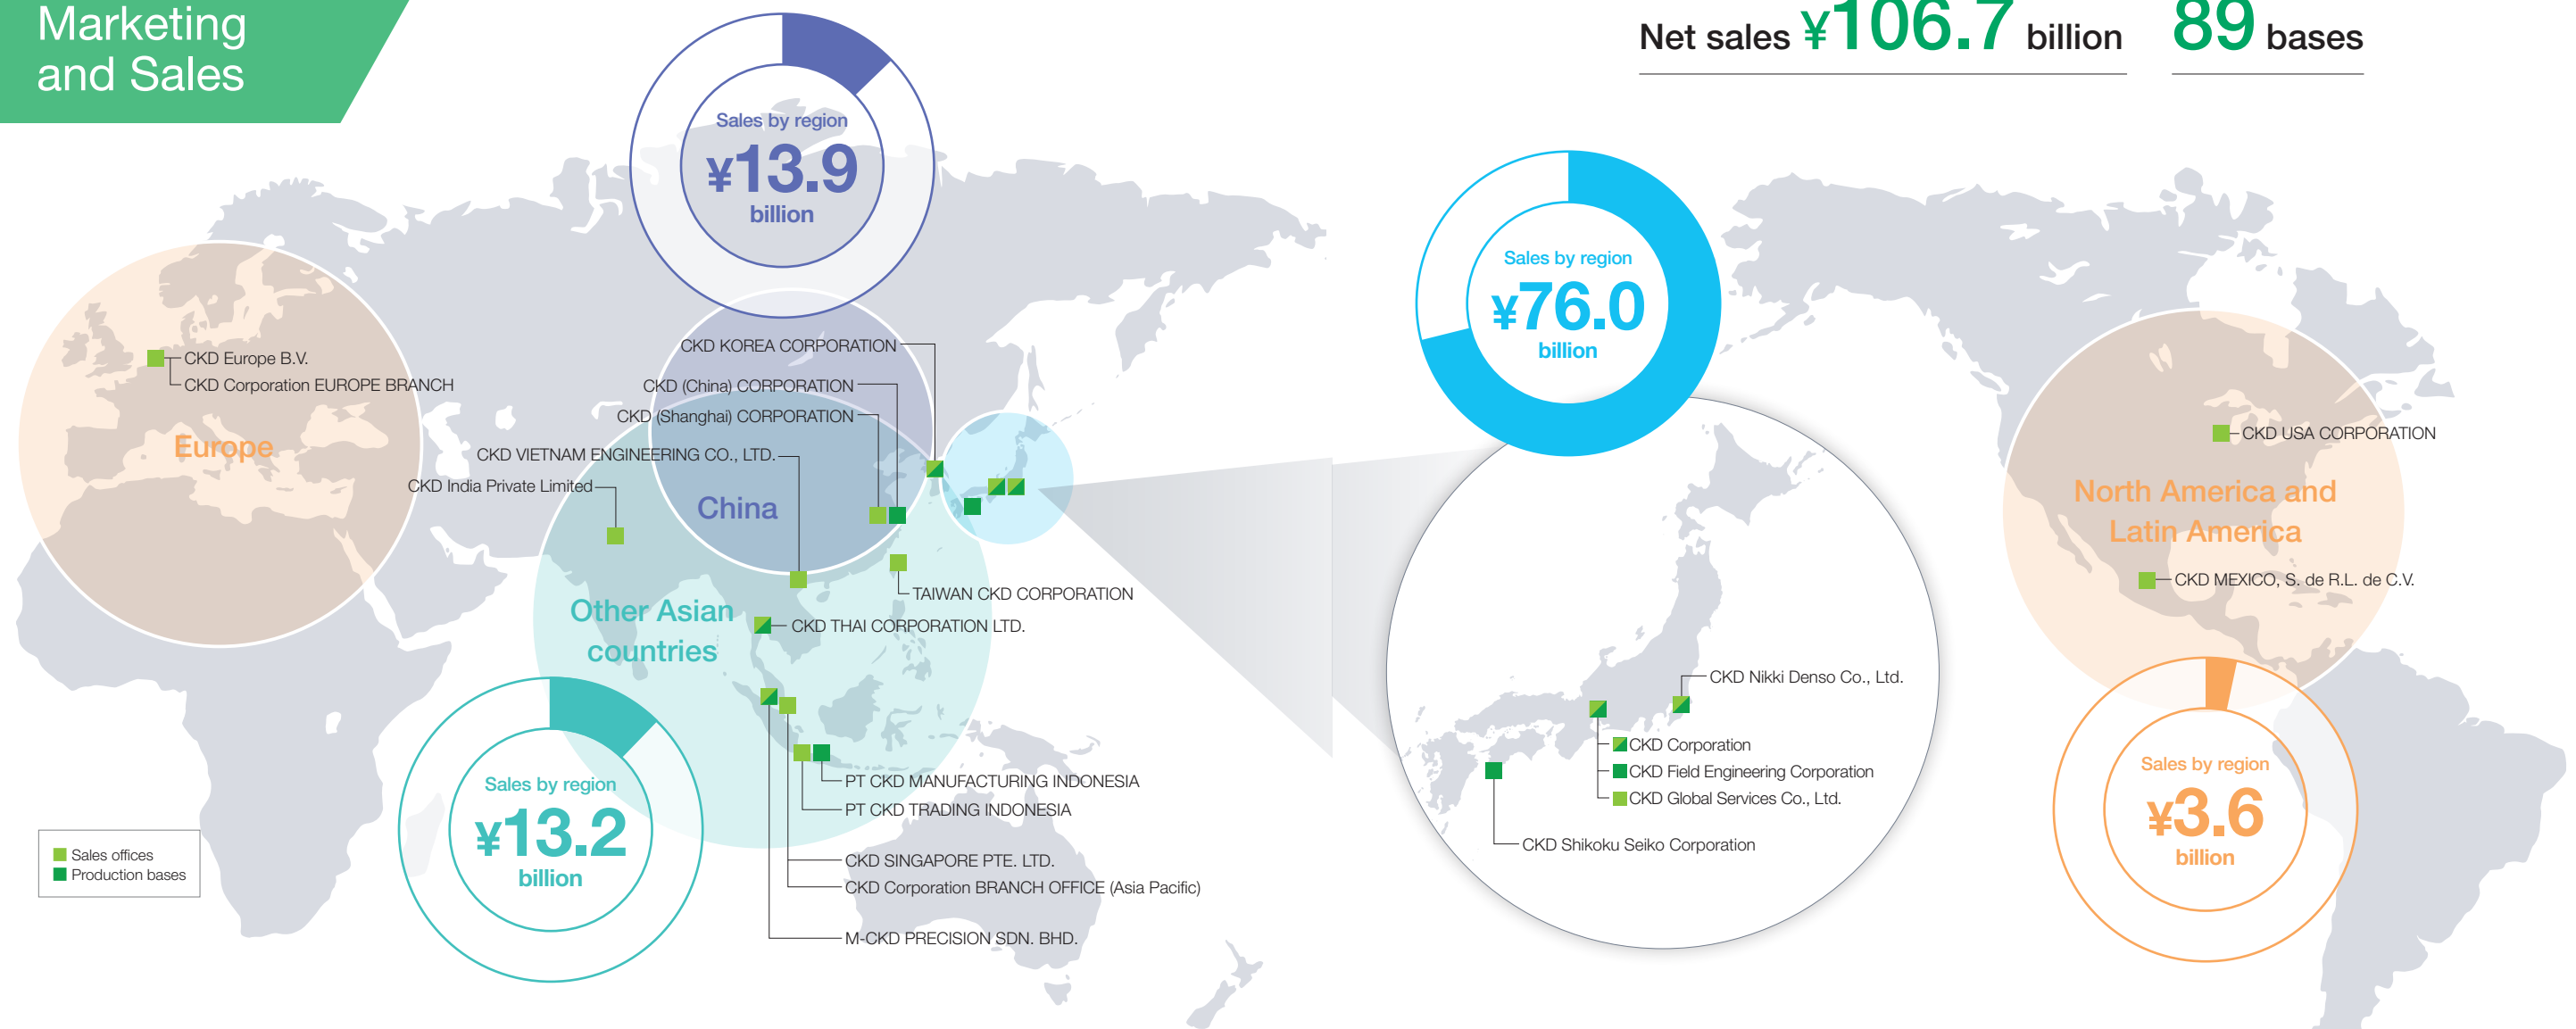 Marketing
and Sales
Net sales ¥106.7 billion
89 bases
Sales by region
¥13.9
billion
Sales by region
¥76.0
billion
CKD Europe B.V.
CKD Corporation EUROPE BRANCH
Europe
CKD KOREA CORPORATION
CKD (China) CORPORATION
CKD (Shanghai) CORPORATION
CKD VIETNAM ENGINEERING CO., LTD.
CKD India Private Limited
China
TAIWAN CKD CORPORATION
Other Asian
countries
CKD THAI CORPORATION LTD.
PT CKD MANUFACTURING INDONESIA
PT CKD TRADING INDONESIA
CKD SINGAPORE PTE. LTD.
CKD Corporation BRANCH OFFICE (Asia Pacific)
M-CKD PRECISION SDN. BHD.
Sales by region
¥13.2
billion
Sales offices
Production bases
CKD Nikki Denso Co., Ltd.
CKD Corporation
CKD Field Engineering Corporation
CKD Global Services Co., Ltd.
CKD Shikoku Seiko Corporation
CKD USA CORPORATION
North America and
Latin America
CKD MEXICO, S. de R.L. de C.V.
Sales by region
¥3.6
billion